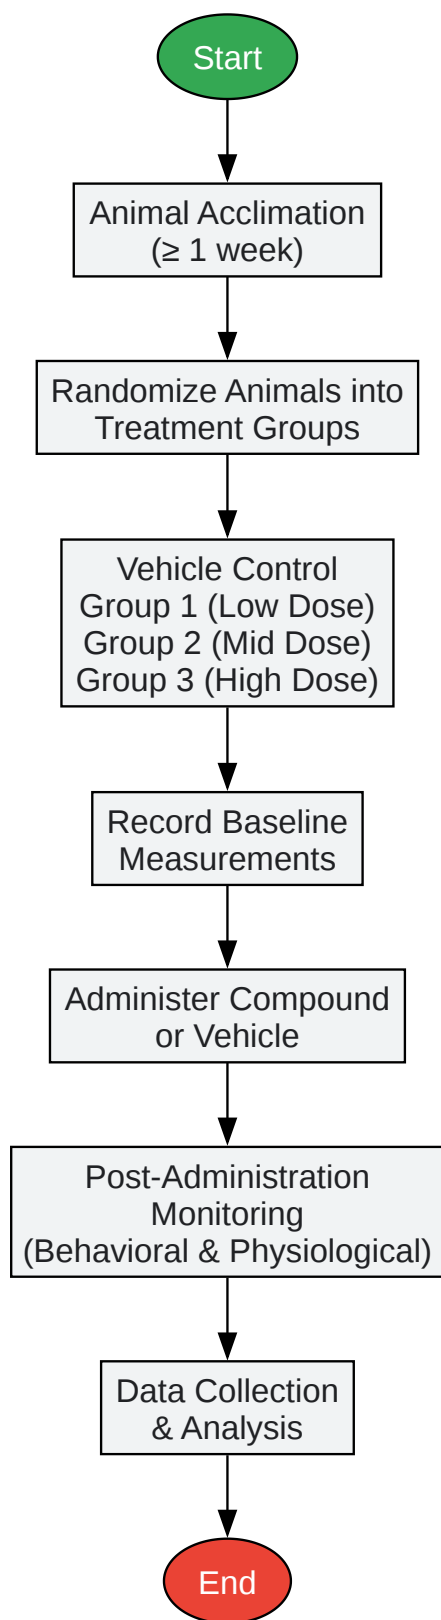 Start
Animal Acclimation
(≥ 1 week)
Randomize Animals into
Treatment Groups
Vehicle Control
Group 1 (Low Dose)
Group 2 (Mid Dose)
Group 3 (High Dose)
Record Baseline
Measurements
Administer Compound
or Vehicle
Post-Administration
Monitoring
(Behavioral & Physiological)
Data Collection
& Analysis
End